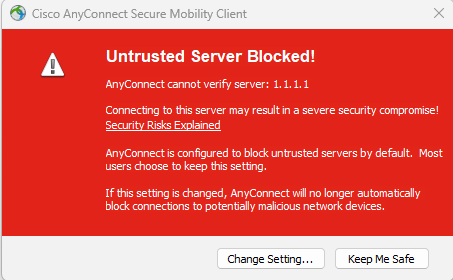 Cisco AnyConnect Secure Mobility Client
Untrusted Server Blocked!
AnyConnect cannot verify server: 1.1.1.1
Connecting to this server may result in a severe security compromise!
Security Risks Explained
AnyConnect is configured to block untrusted servers by default. Most
users choose to keep this setting.
If this setting is changed, AnyConnect will no longer automatically
block connections to potentially malicious network devices.
Change Setting... Keep Me Safe